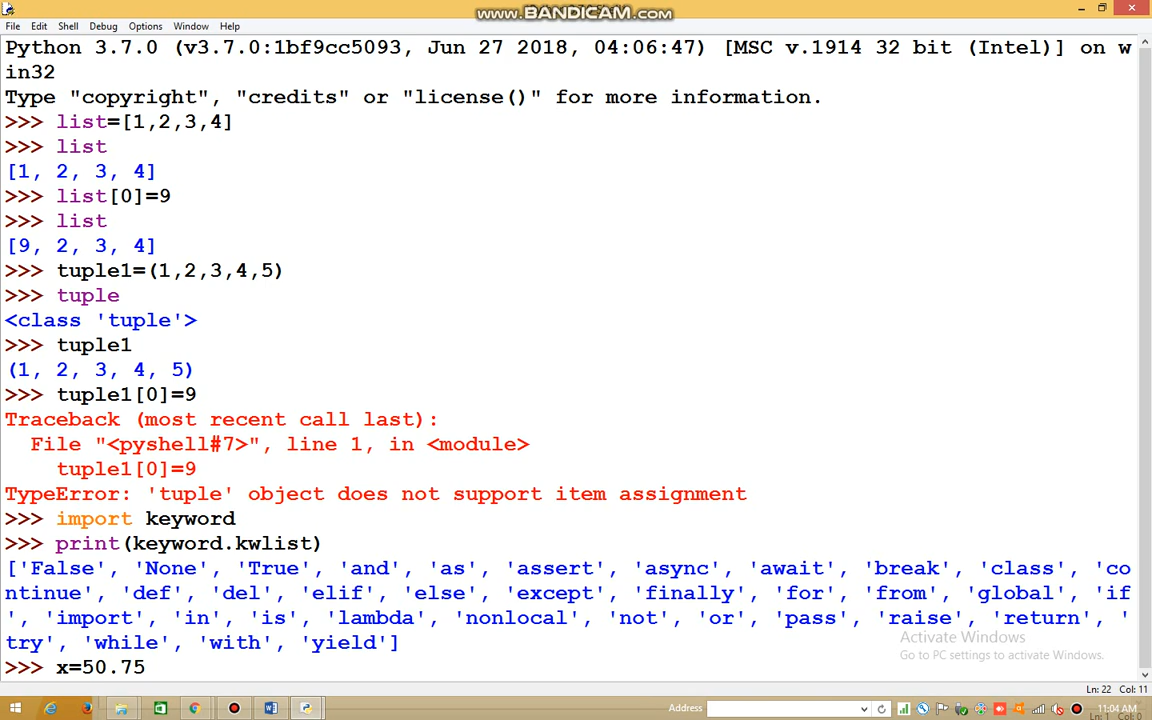 www.BANDICAM.com
File Edit Shell Debug Options Window Help
Python 3.7.0 (v3.7.0:1bf9cc5093, Jun 27 2018, 04:06:47) [MSC v.1914 32 bit (Intel)] on w
in32
Type "copyright", "credits" or "license()" for more information.
>>> list=[1,2,3,4]
>>> list
[1, 2, 3, 4]
>>> list[0]=9
>>> list
[9, 2, 3, 4]
>>> tuple1=(1,2,3,4,5)
>>> tuple
<class 'tuple'>
>>> tuple1
(1, 2, 3, 4, 5)
>>> tuple1[0]=9
Traceback (most recent call last):
  File "<pyshell#7>", line 1, in <module>
    tuple1[0]=9
TypeError: 'tuple' object does not support item assignment
>>> import keyword
>>> print(keyword.kwlist)
['False', 'None', 'True', 'and', 'as', 'assert', 'async', 'await', 'break', 'class', 'co
ntinue', 'def', 'del', 'elif', 'else', 'except', 'finally', 'for', 'from', 'global', 'if
', 'import', 'in', 'is', 'lambda', 'nonlocal', 'not', 'or', 'pass', 'raise', 'return', '
try', 'while', 'with', 'yield']
>>> x=50.75
Activate Windows
Go to PC settings to activate Windows.
Ln: 22 Col: 11
Address
11:04 AM
Ln: 1 Col: 0